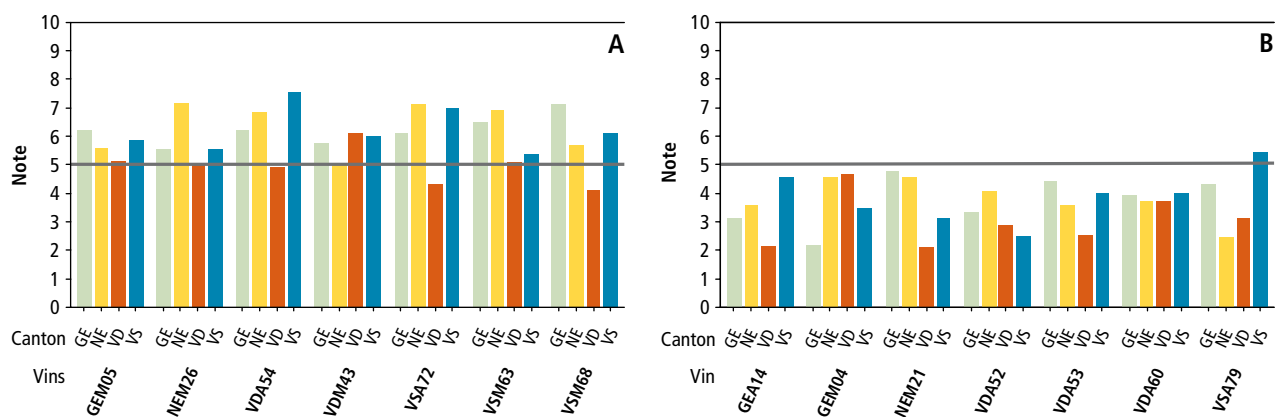 A
10
9
8
7
6
5
4
3
2
1
0
Note
Canton GE NE VD VS GE NE VD VS GE NE VD VS GE NE VD VS GE NE VD VS GE NE VD VS GE NE VD VS
Vins GEM05 NEM26 VDA54 VDM43 VSA72 VSM63 VSM68
B
10
9
8
7
6
5
4
3
2
1
0
Note
Canton GE NE VD VS GE NE VD VS GE NE VD VS GE NE VD VS GE NE VD VS GE NE VD VS GE NE VD VS
Vin GEA14 GEM04 NEM21 VDA52 VDA53 VDA60 VSA79